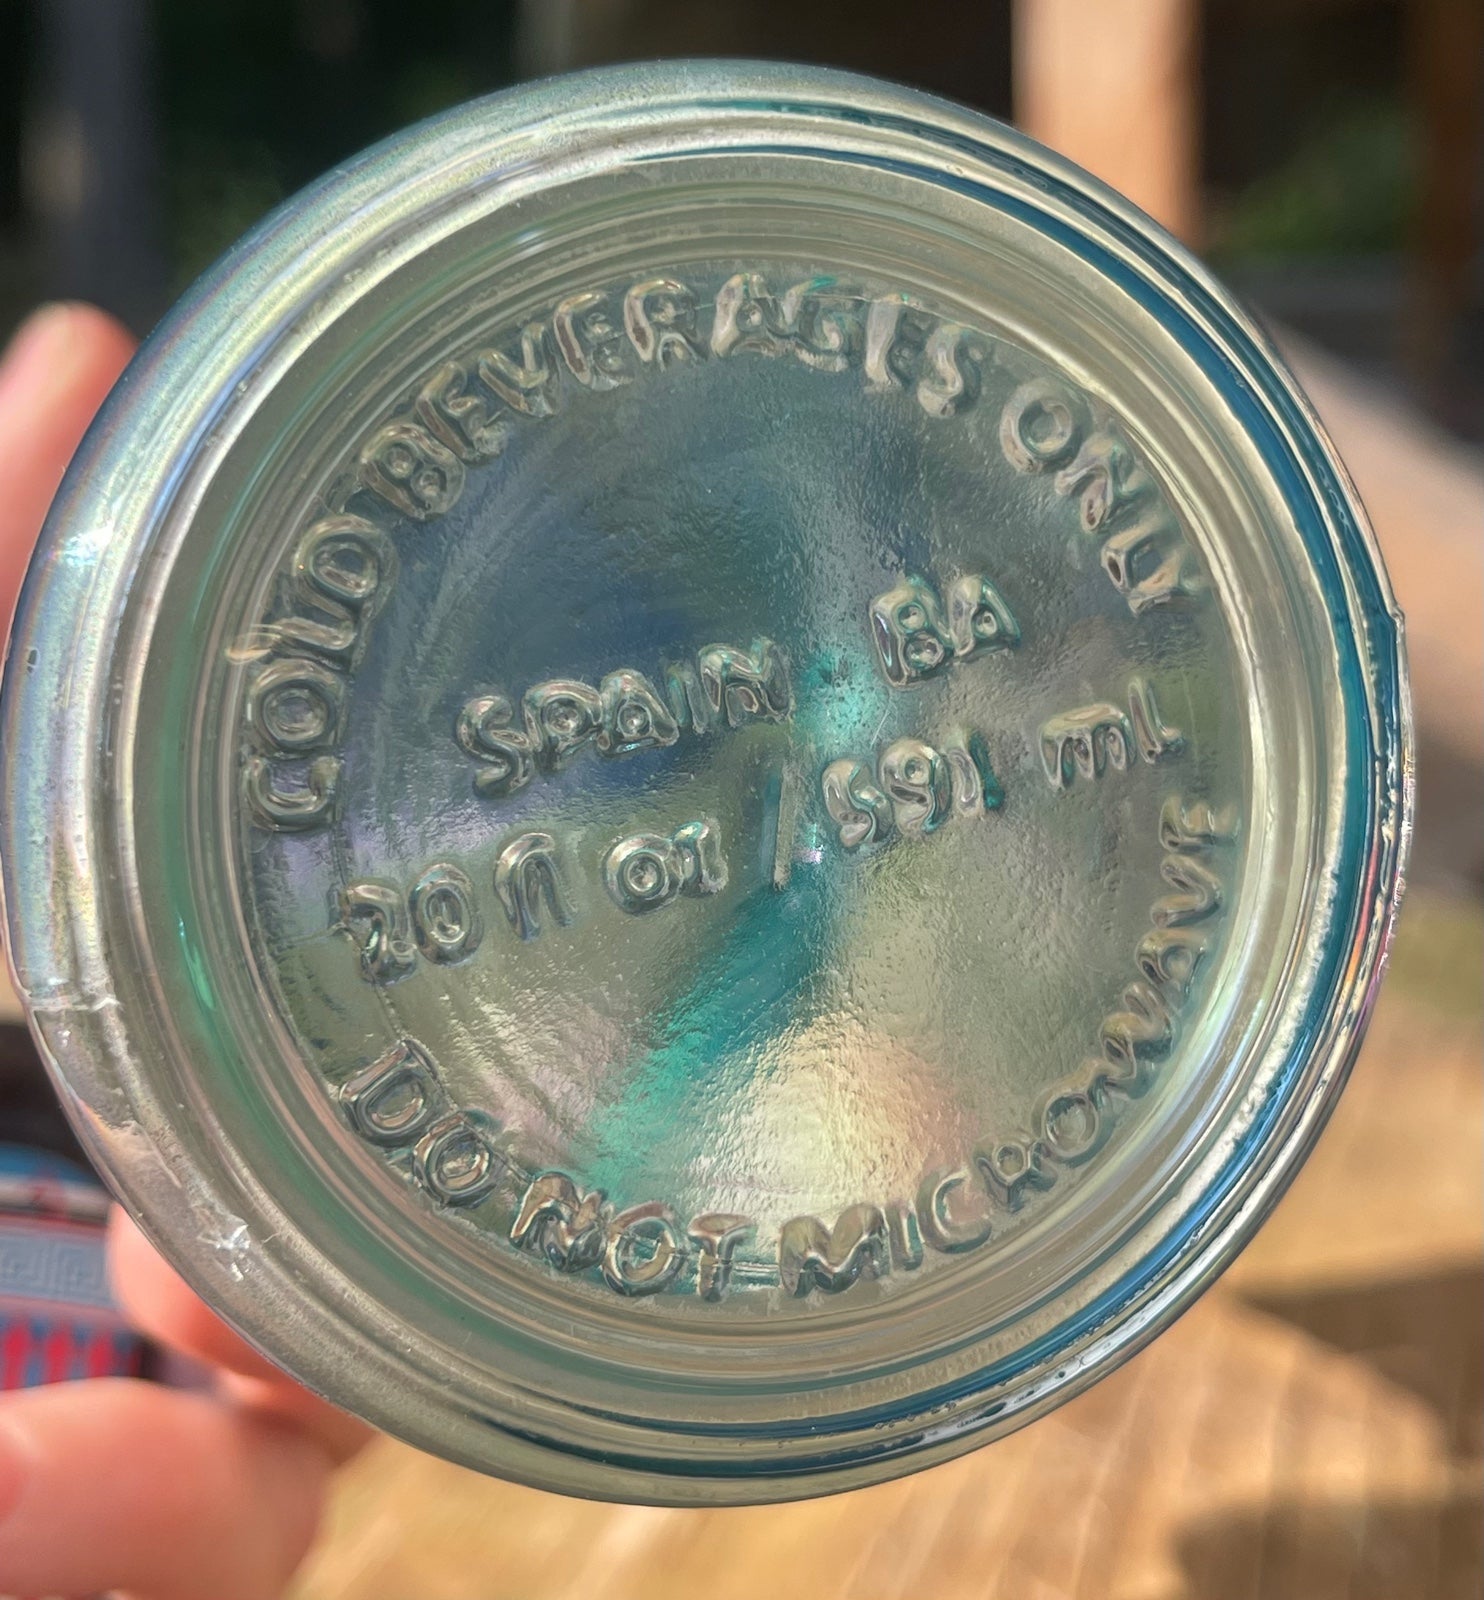 COLD BEVERAGES ONLY
SPAIN BA
20 fl oz / 591 ml
DO NOT MICROWAVE